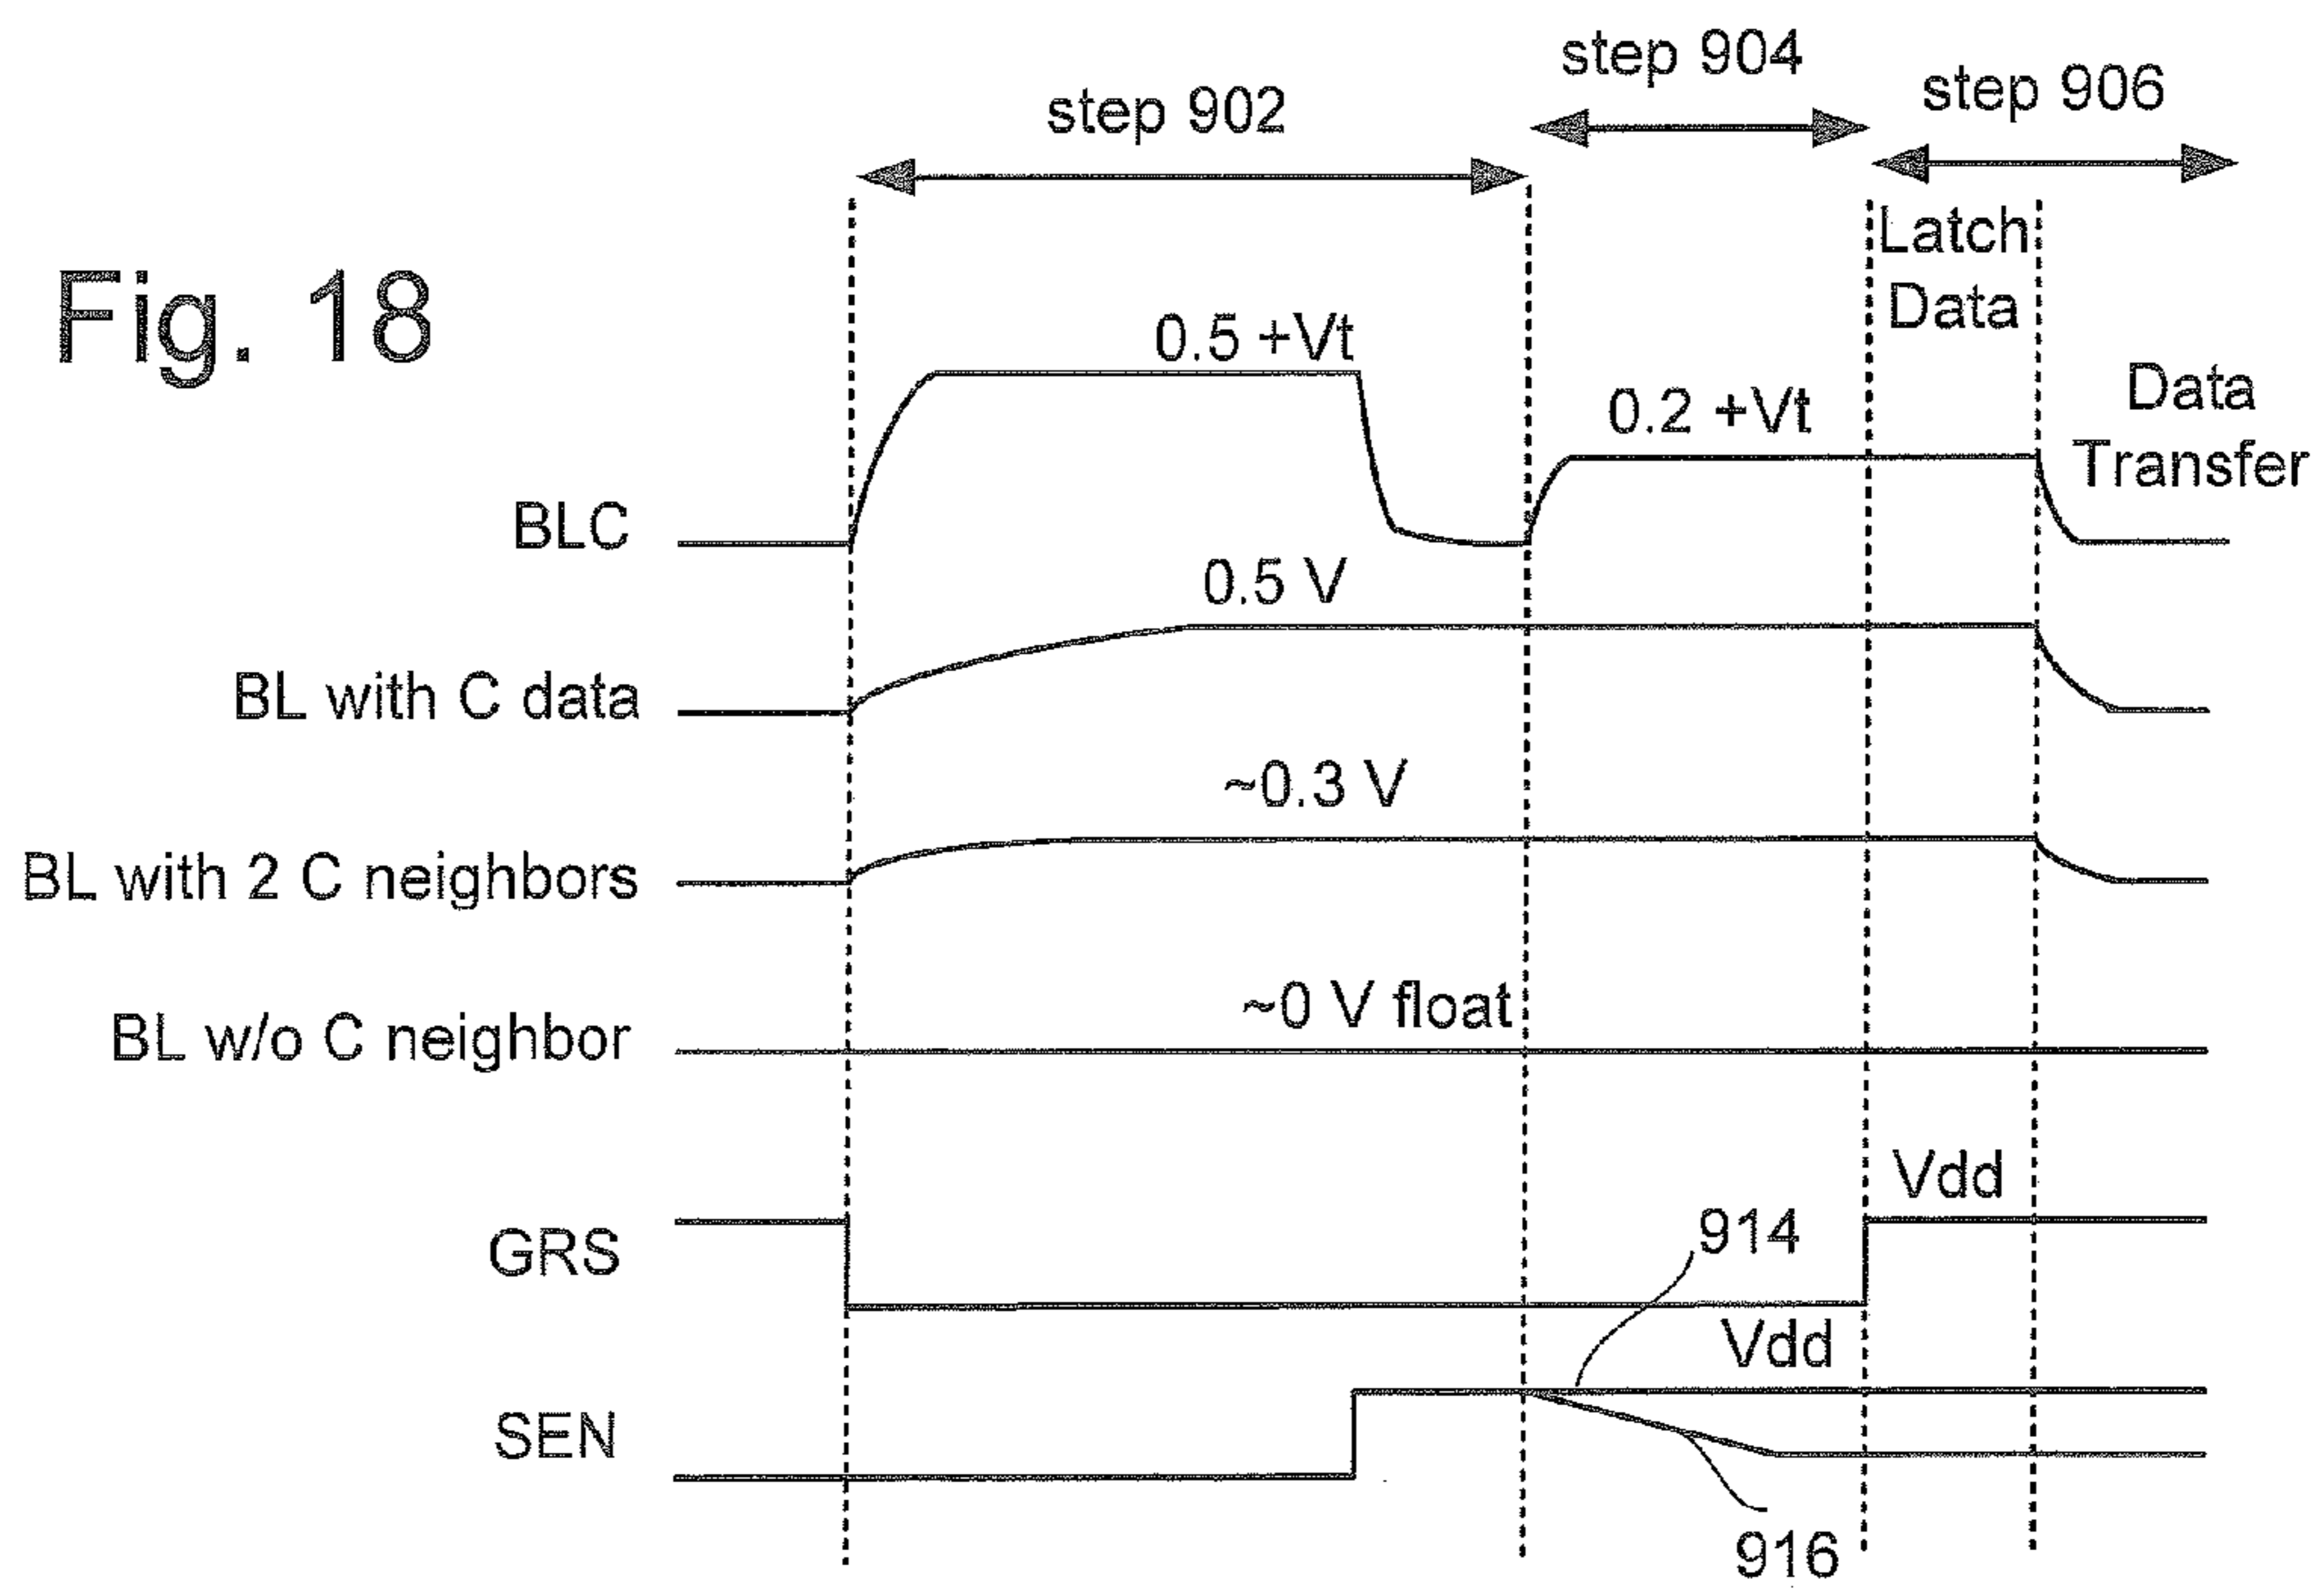 step 904
step 902
step 906
Latch
Data
Fig. 18
0.5 +Vt
0.2 +Vt
Data
Transfer
BLC
0.5 V
BL with C data
~0.3 V
BL with 2 C neighbors
~0 V float
BL w/o C neighbor
Vdd
914
GRS
Vdd
SEN
916